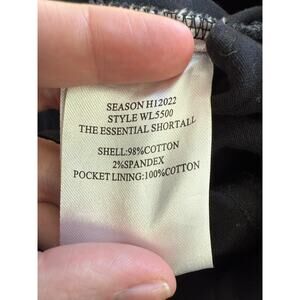 SEASON H12022
STYLE WL5500
THE ESSENTIAL SHORTALL
SHELL:98%COTTON
2%SPANDEX
POCKET LINING:100%COTTON